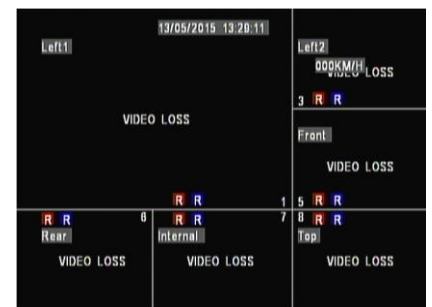 13/05/2015 13:28:11
Left1
VIDEO LOSS
R R 1
Left2
000KM/H
VIDEO LOSS
3 R R
Front
VIDEO LOSS
5 R R
R R 6
Rear
VIDEO LOSS
R R 7
Internal
VIDEO LOSS
8 R R
Top
VIDEO LOSS